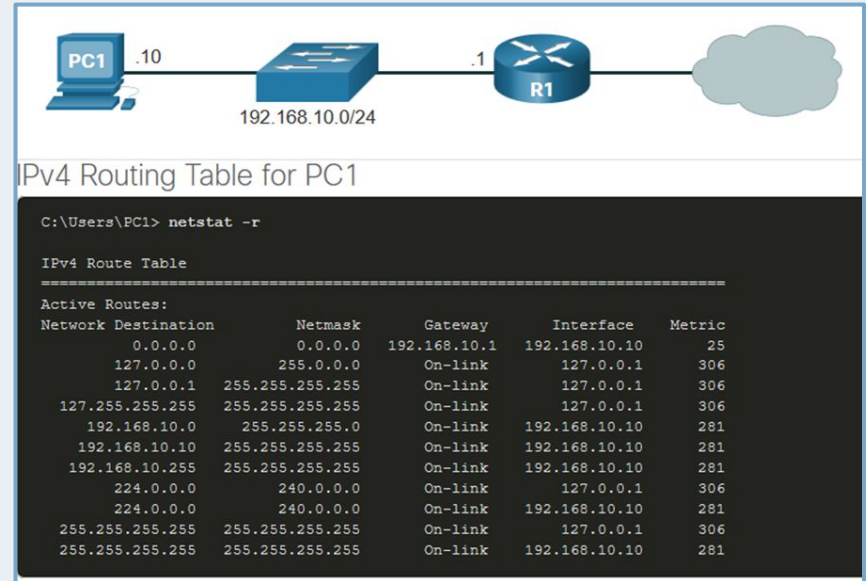 PC1 .10 .1 R1
192.168.10.0/24
IPv4 Routing Table for PC1
C:\Users\PC1> netstat -r
IPv4 Route Table
===========================================================================
Active Routes:
Network Destination Netmask Gateway Interface Metric
0.0.0.0 0.0.0.0 192.168.10.1 192.168.10.10 25
127.0.0.0 255.0.0.0 On-link 127.0.0.1 306
127.0.0.1 255.255.255.255 On-link 127.0.0.1 306
127.255.255.255 255.255.255.255 On-link 127.0.0.1 306
192.168.10.0 255.255.255.0 On-link 192.168.10.10 281
192.168.10.10 255.255.255.255 On-link 192.168.10.10 281
192.168.10.255 255.255.255.255 On-link 192.168.10.10 281
224.0.0.0 240.0.0.0 On-link 127.0.0.1 306
224.0.0.0 240.0.0.0 On-link 192.168.10.10 281
255.255.255.255 255.255.255.255 On-link 127.0.0.1 306
255.255.255.255 255.255.255.255 On-link 192.168.10.10 281